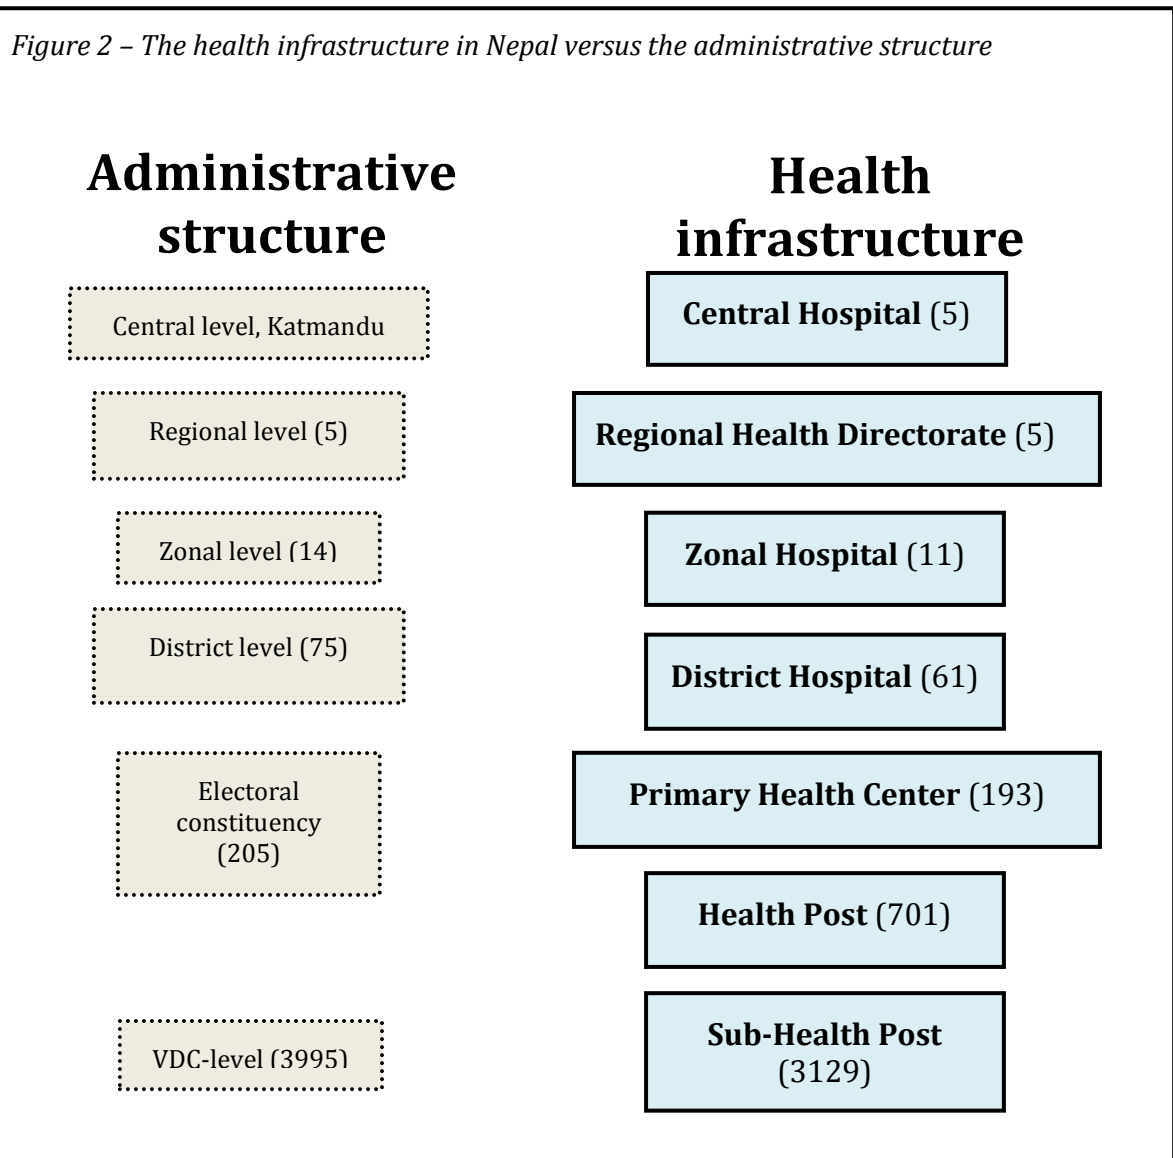 Figure 2 – The health infrastructure in Nepal versus the administrative structure
Administrative
structure
Health
infrastructure
Central level, Katmandu
Central Hospital (5)
Regional level (5)
Regional Health Directorate (5)
Zonal level (14)
Zonal Hospital (11)
District level (75)
District Hospital (61)
Electoral
constituency
(205)
Primary Health Center (193)
Health Post (701)
VDC-level (3995)
Sub-Health Post
(3129)